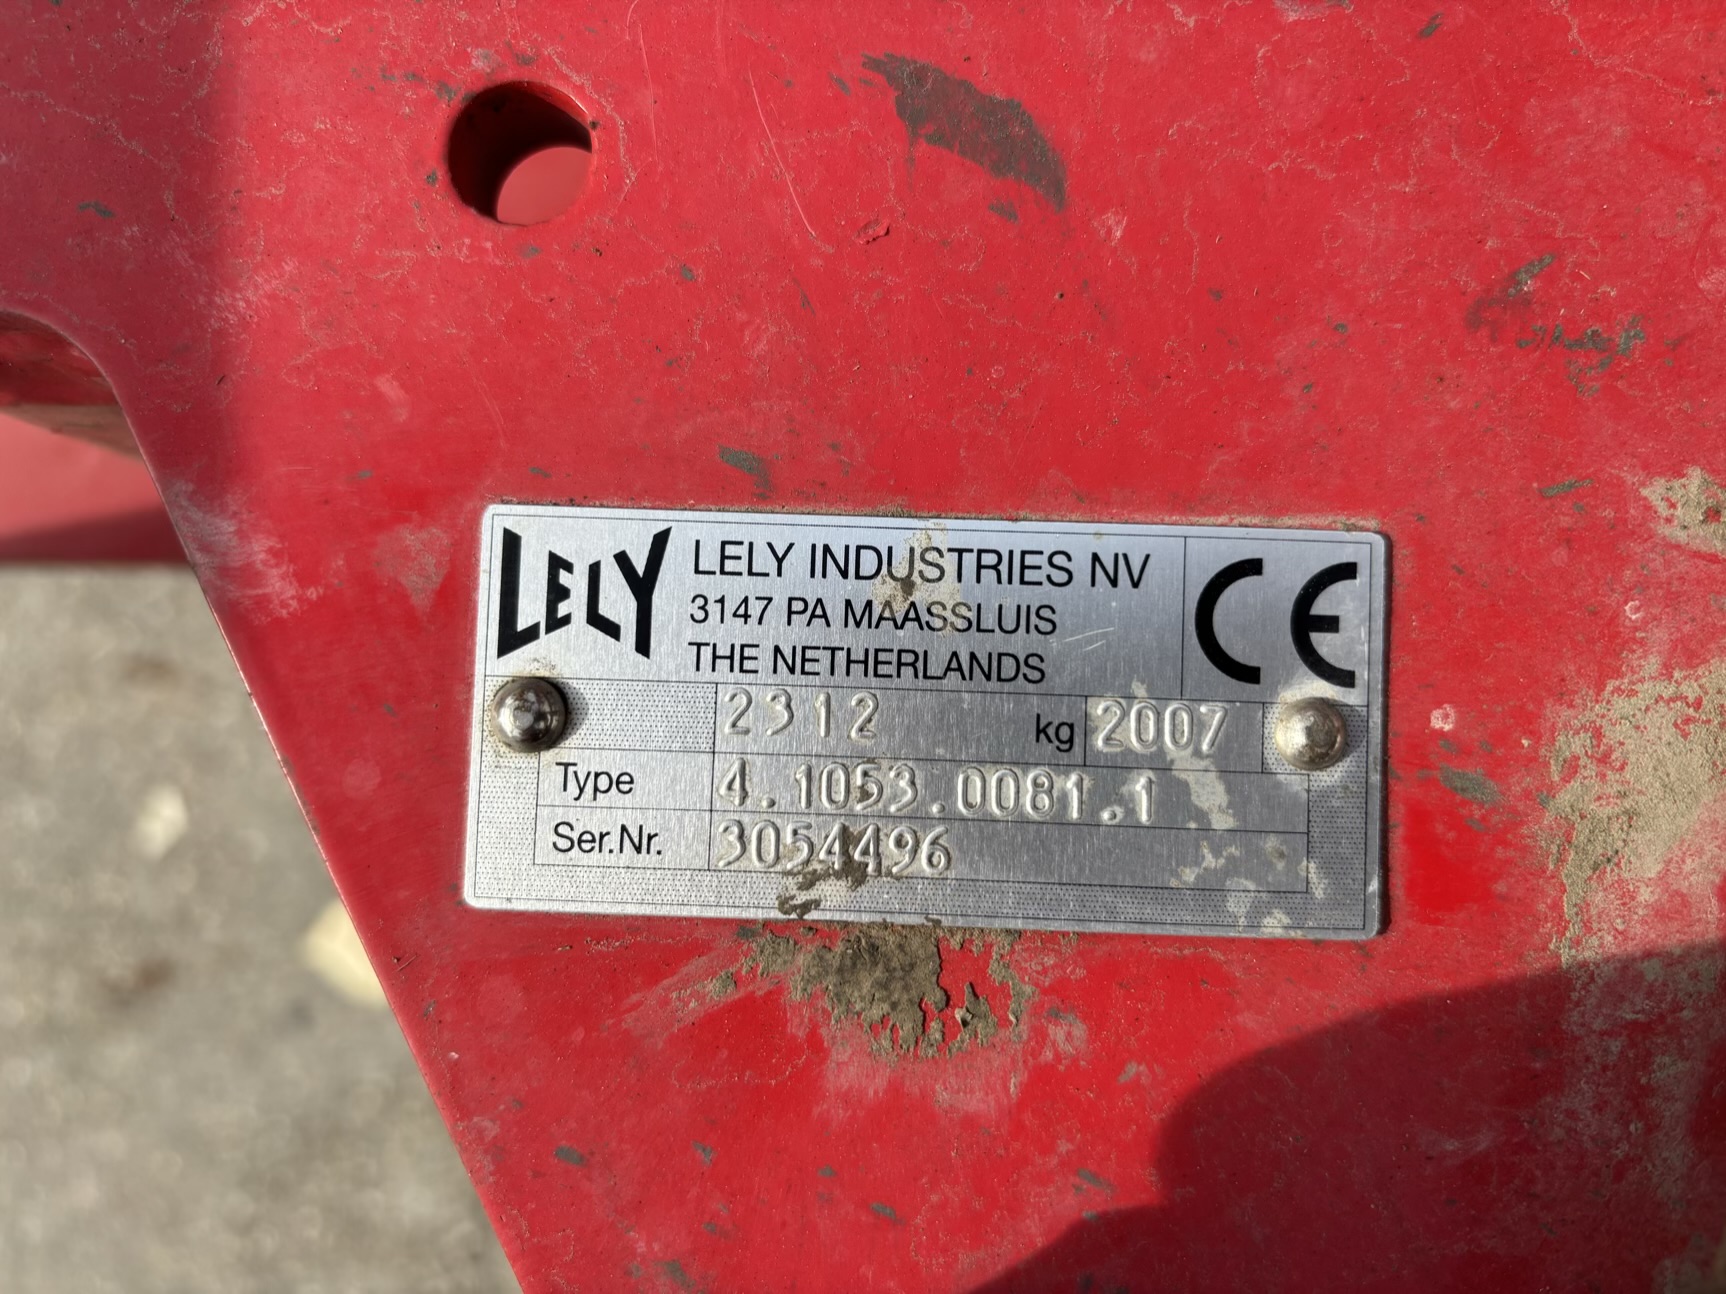 LELY
LELY INDUSTRIES NV
3147 PA MAASSLUIS
THE NETHERLANDS
CE
2312 kg 2007
Type 4.1053.0081.1
Ser.Nr. 3054496